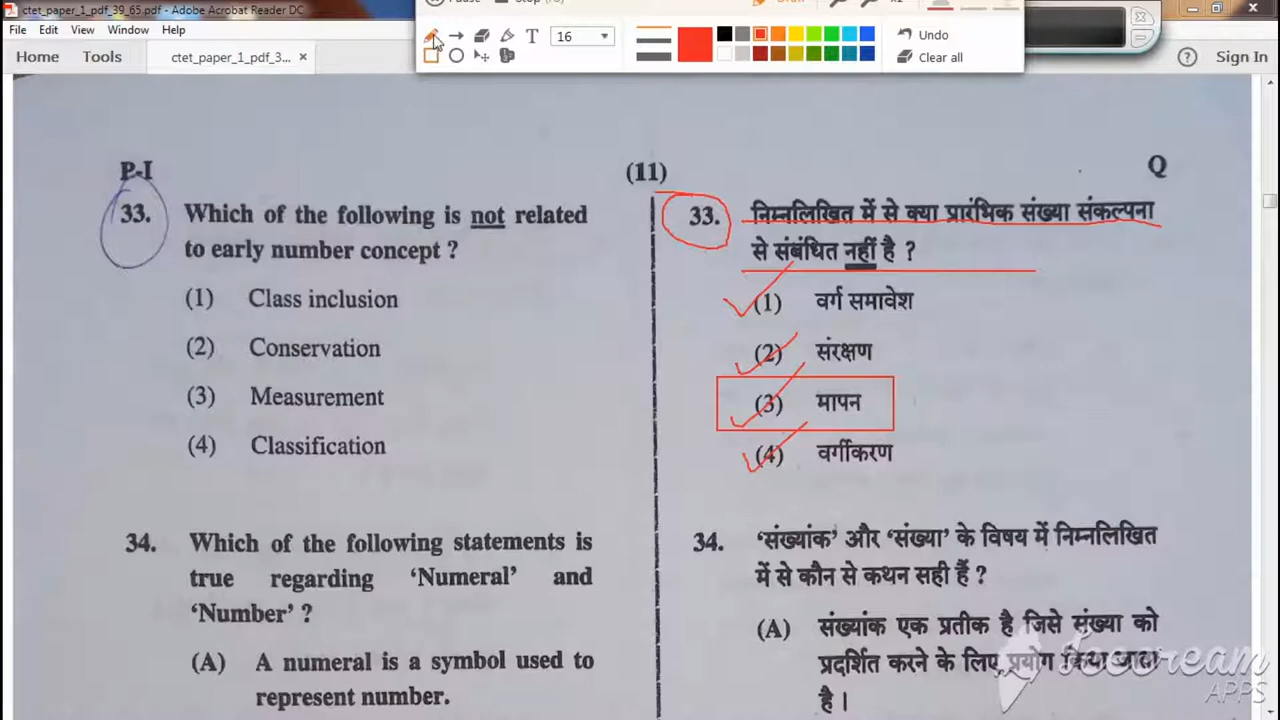 ctet_paper_1_pdf_39_65.pdf - Adobe Acrobat Reader DC
File Edit View Window Help
16
Undo
Clear all
Home Tools ctet_paper_1_pdf_3... ×
Sign In
P-I
(11)
Q
33. Which of the following is not related
to early number concept ?
(1) Class inclusion
(2) Conservation
(3) Measurement
(4) Classification
34. Which of the following statements is
true regarding 'Numeral' and
'Number' ?
(A) A numeral is a symbol used to
represent number.
33. निम्नलिखित में से क्या प्रारंभिक संख्या संकल्पना
से संबंधित नहीं है ?
(1) वर्ग समावेश
(2) संरक्षण
(3) मापन
(4) वर्गीकरण
34. 'संख्यांक' और 'संख्या' के विषय में निम्नलिखित
में से कौन से कथन सही हैं ?
(A) संख्यांक एक प्रतीक है जिसे संख्या को
प्रदर्शित करने के लिए प्रयोग किया जाता
है ।
Icecream
APPS